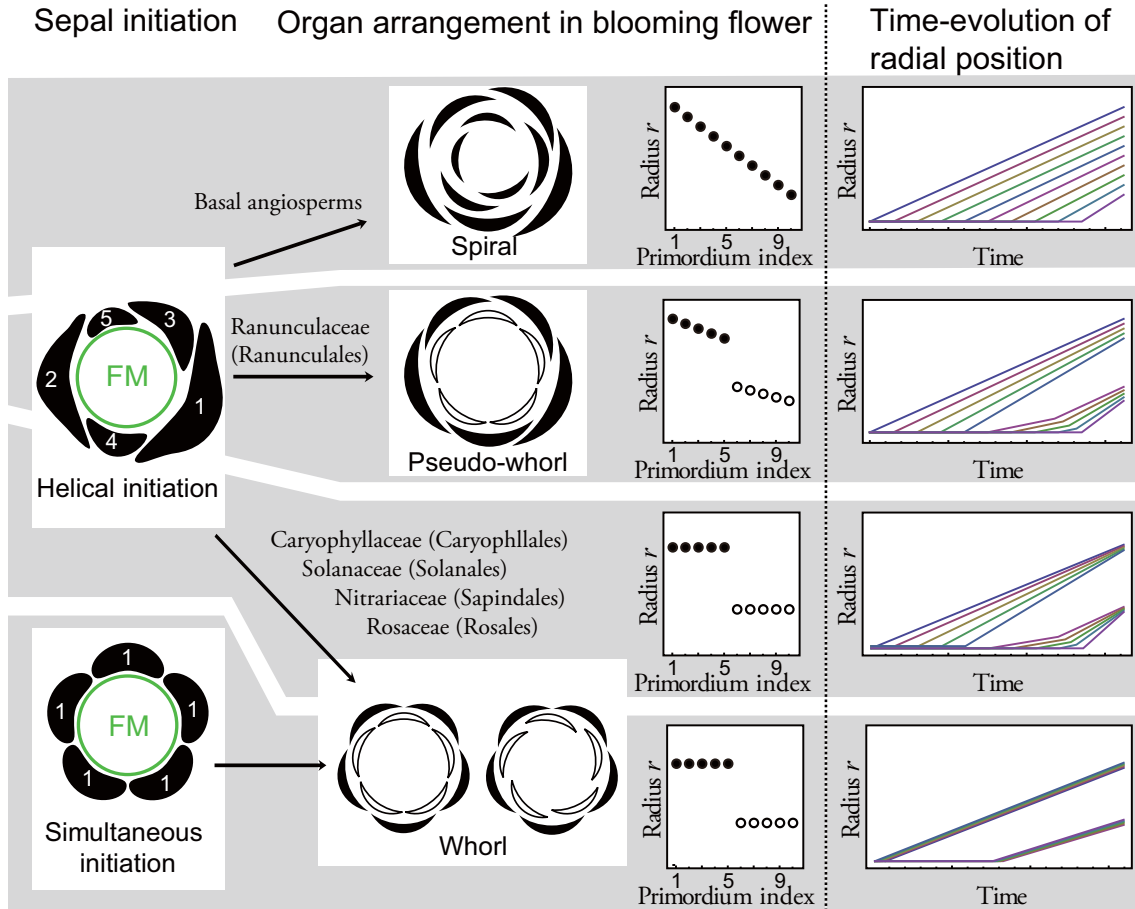 Sepal initiation
Organ arrangement in blooming flower
Time-evolution of
radial position
Basal angiosperms
Spiral
Radius r
1 5 9
Primordium index
Radius r
Time
5
3
2
FM
1
4
Helical initiation
Ranunculaceae
(Ranunculales)
Pseudo-whorl
Radius r
1 5 9
Primordium index
Radius r
Time
Caryophyllaceae (Caryophllales)
Solanaceae (Solanales)
Nitrariaceae (Sapindales)
Rosaceae (Rosales)
Radius r
1 5 9
Primordium index
Radius r
Time
1
1
FM
1
1
1
Simultaneous
initiation
Whorl
Radius r
1 5 9
Primordium index
Radius r
Time